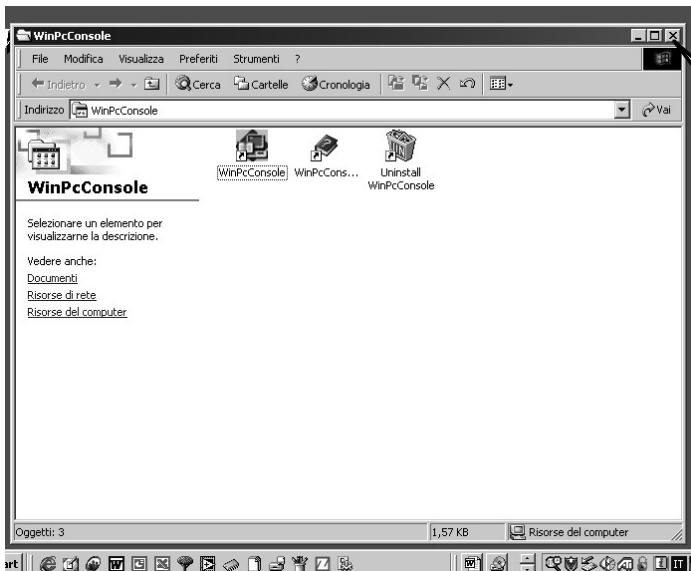 WinPcConsole
File Modifica Visualizza Preferiti Strumenti ?
Indietro Cerca Cartelle Cronologia
Indirizzo WinPcConsole Vai
WinPcConsole
Selezionare un elemento per
visualizzarne la descrizione.
Vedere anche:
Documenti
Risorse di rete
Risorse del computer
WinPcConsole WinPcCons... Uninstall
WinPcConsole
Oggetti: 3 1,57 KB Risorse del computer
art IT